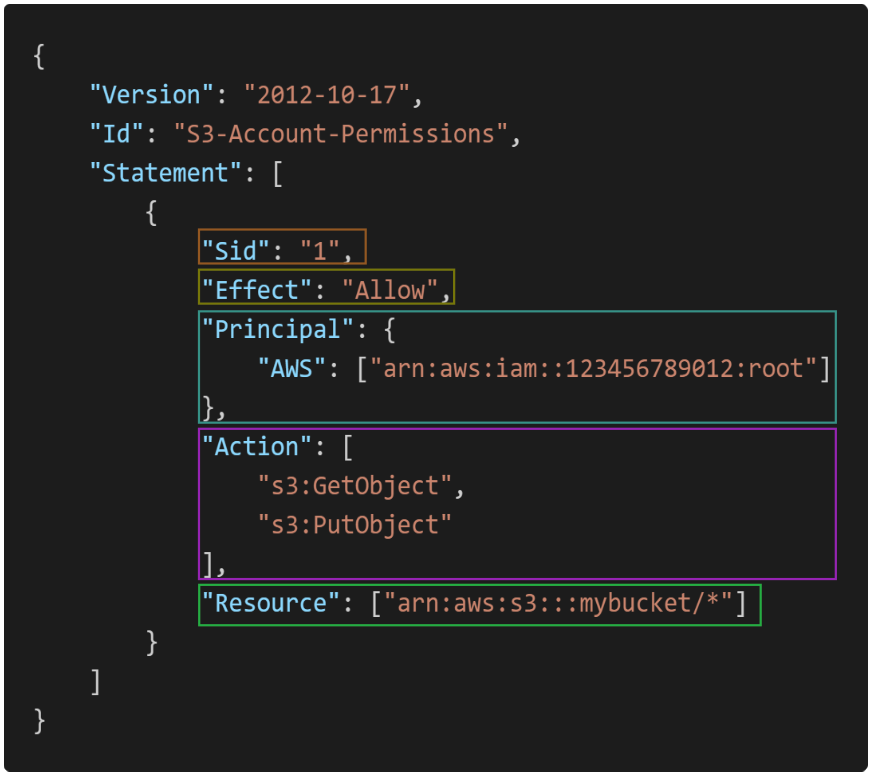 {
"Version": "2012-10-17",
"Id": "S3-Account-Permissions",
"Statement": [
{
"Sid": "1",
"Effect": "Allow",
"Principal": {
"AWS": ["arn:aws:iam::123456789012:root"]
},
"Action": [
"s3:GetObject",
"s3:PutObject"
],
"Resource": ["arn:aws:s3:::mybucket/*"]
}
]
}